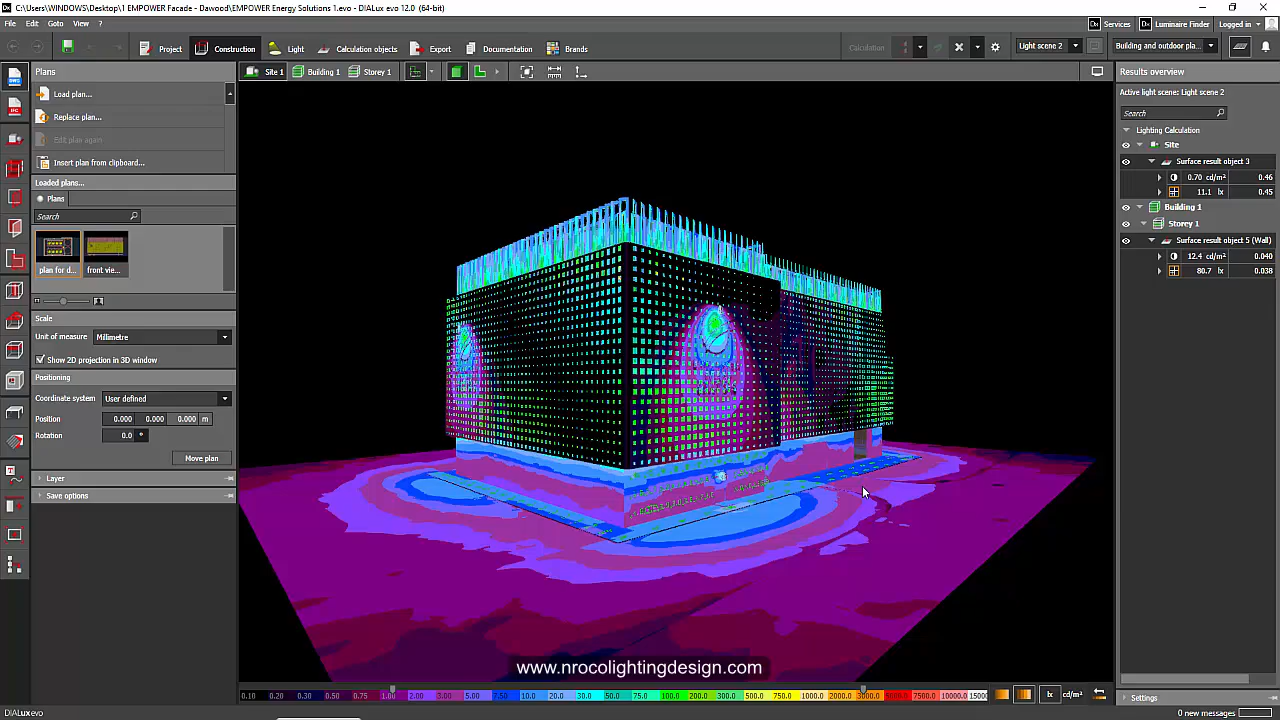 C:\Users\WINDOWS\Desktop\1 EMPOWER Facade - Dawood\EMPOWER Energy Solutions 1.evo - DIALux evo 12.0 (64-bit)
File Edit Goto View ?
Dx Services Dx Luminaire Finder Logged in
Project Construction Light Calculation objects Export Documentation Brands Calculation Light scene 2 Building and outdoor pla...
Plans Site 1 Building 1 Storey 1 Results overview
Load plan...
Replace plan...
Edit plan again
Insert plan from clipboard...
Loaded plans...
Plans
Search
plan for d... front vie...
Scale
Unit of measure Millimetre
Show 2D projection in 3D window
Positioning
Coordinate system User defined
Position 0.000 0.000 m
Rotation 0.0 °
Move plan
Layer
Save options
Active light scene: Light scene 2
Search
Lighting Calculation
Site
Surface result object 3
0.70 cd/m² 0.46
11.1 lx 0.45
Building 1
Storey 1
Surface result object 5 (Wall)
12.4 cd/m² 0.040
80.7 lx 0.038
www.nrocolightingdesign.com
0.10 0.20 0.30 0.50 0.75 1.00 2.00 3.00 5.00 7.50 10.0 20.0 30.0 50.0 75.0 100.0 200.0 300.0 500.0 750.0 1000.0 2000.0 3000.0 5000.0 7500.0 10000.0 15000 lx cd/m²
Settings
DIALux evo 0 new messages